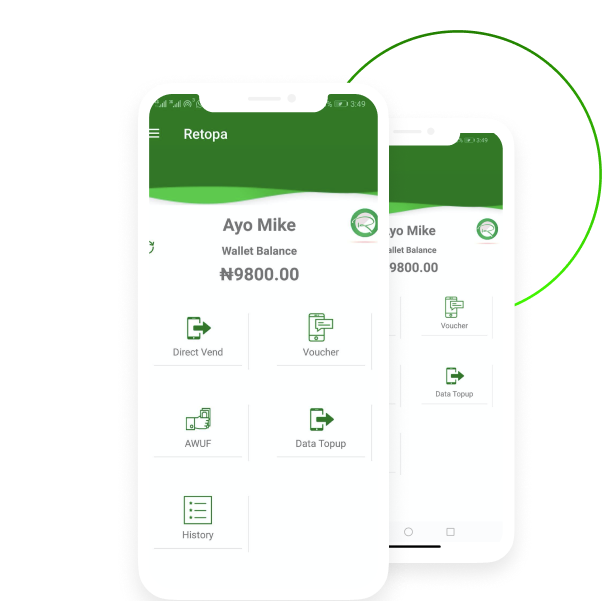 3:49
Retopa
Ayo Mike
Wallet Balance
₦9800.00
Direct Vend
Voucher
AWUF
Data Topup
History
% 3:49
yo Mike
allet Balance
9800.00
Voucher
Data Topup